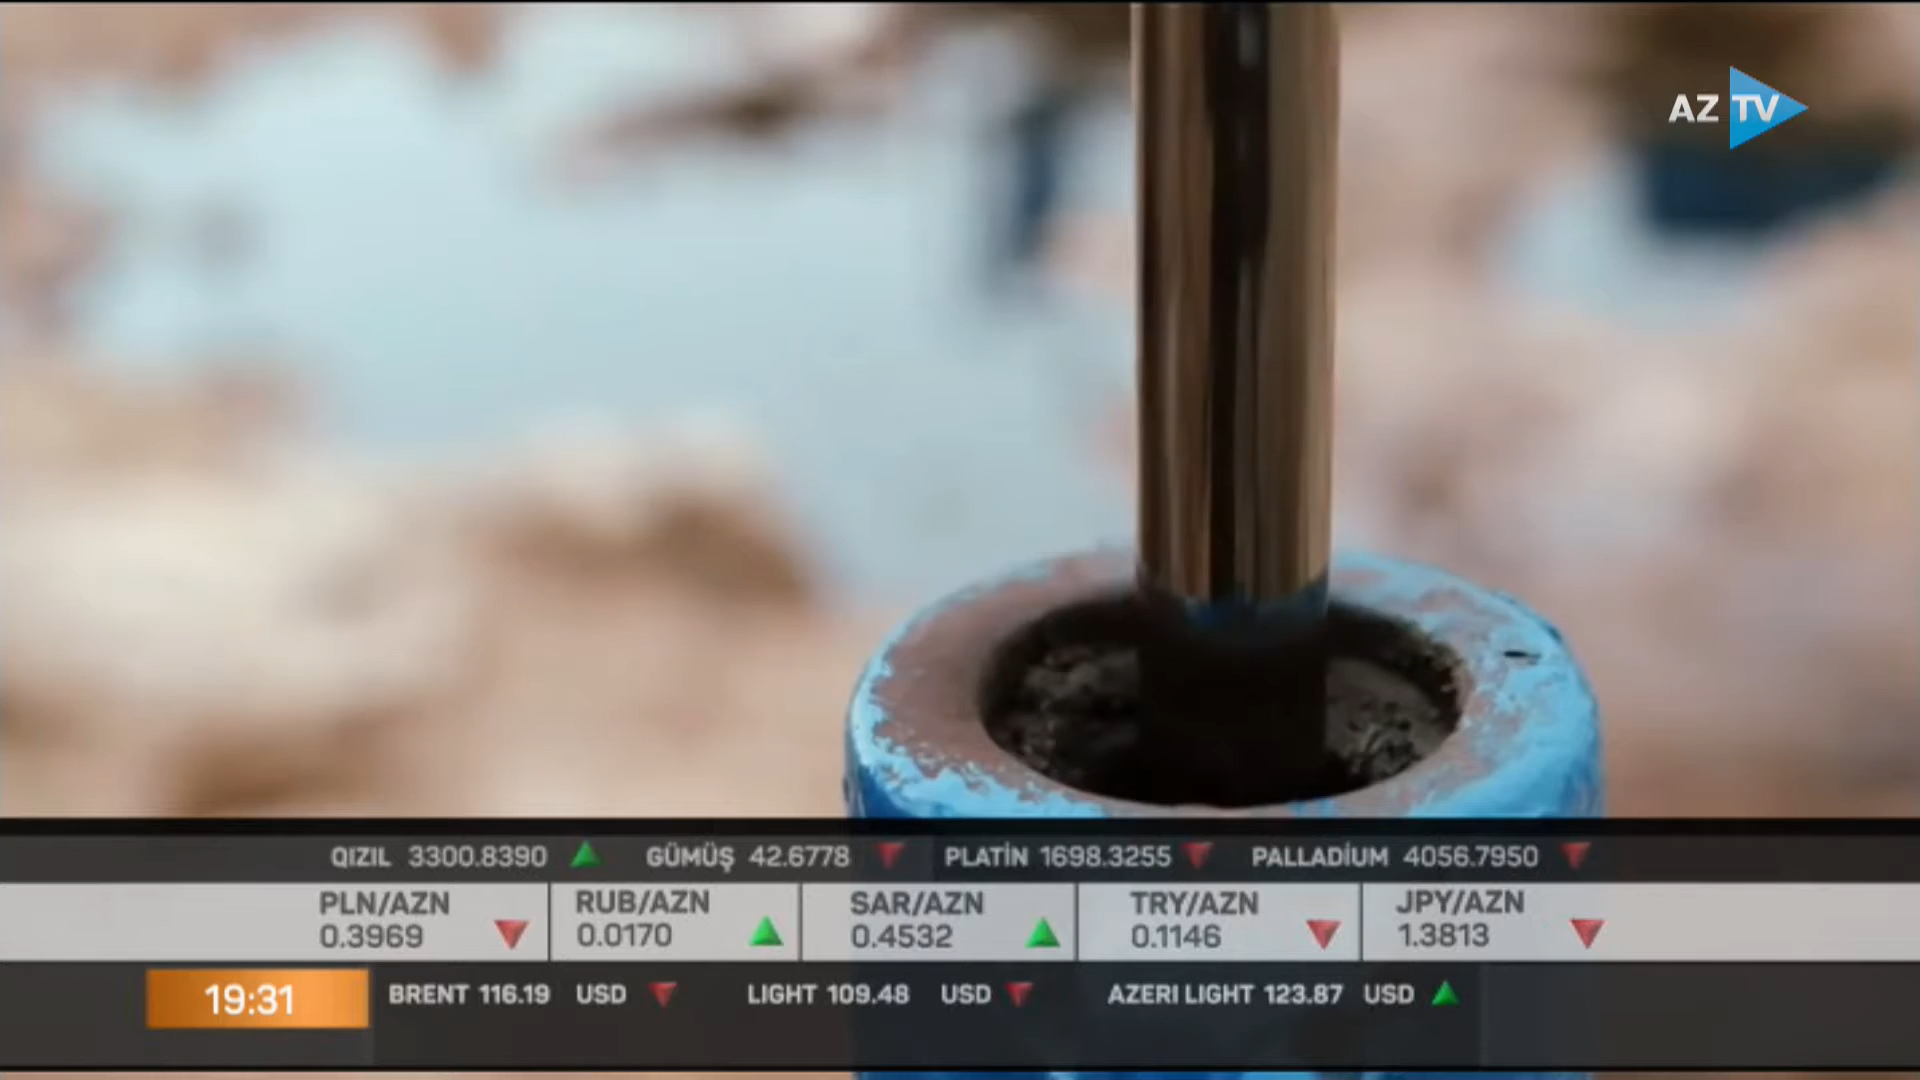 AZ TV
QIZIL 3300.8390 GÜMÜŞ 42.6778 PLATİN 1698.3255 PALLADİUM 4056.7950
PLN/AZN RUB/AZN SAR/AZN TRY/AZN JPY/AZN
0.3969 0.0170 0.4532 0.1146 1.3813
19:31 BRENT 116.19 USD LIGHT 109.48 USD AZERI LIGHT 123.87 USD